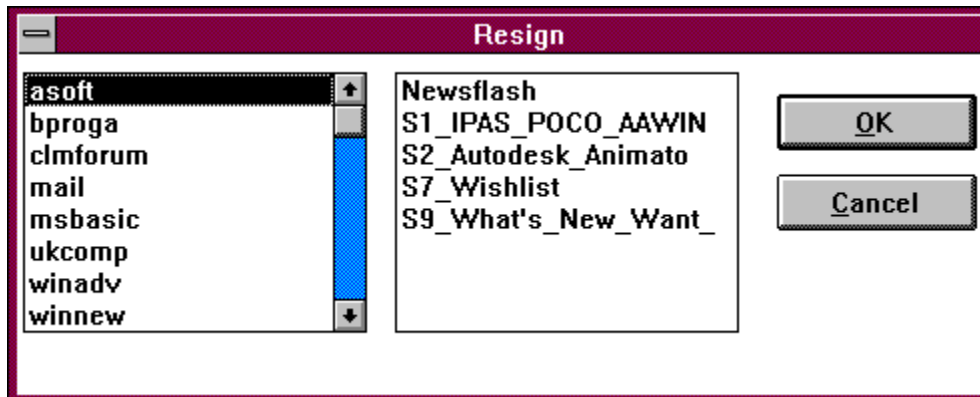 Resign
asoft
bproga
clmforum
mail
msbasic
ukcomp
winadv
winnew
Newsflash
S1_IPAS_POCO_AAWIN
S2_Autodesk_Animato
S7_Wishlist
S9_What's_New_Want_
OK
Cancel